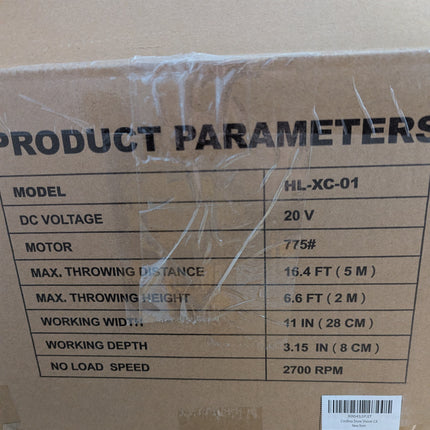 PRODUCT PARAMETERS
MODEL HL-XC-01
DC VOLTAGE 20 V
MOTOR 775#
MAX. THROWING DISTANCE 16.4 FT ( 5 M )
MAX. THROWING HEIGHT 6.6 FT ( 2 M )
WORKING WIDTH 11 IN ( 28 CM )
WORKING DEPTH 3.15 IN ( 8 CM )
NO LOAD SPEED 2700 RPM